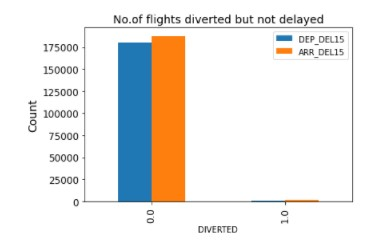 No.of flights diverted but not delayed
DEP_DEL15
ARR_DEL15
175000
150000
125000
100000
75000
50000
25000
0
Count
0.0
1.0
DIVERTED